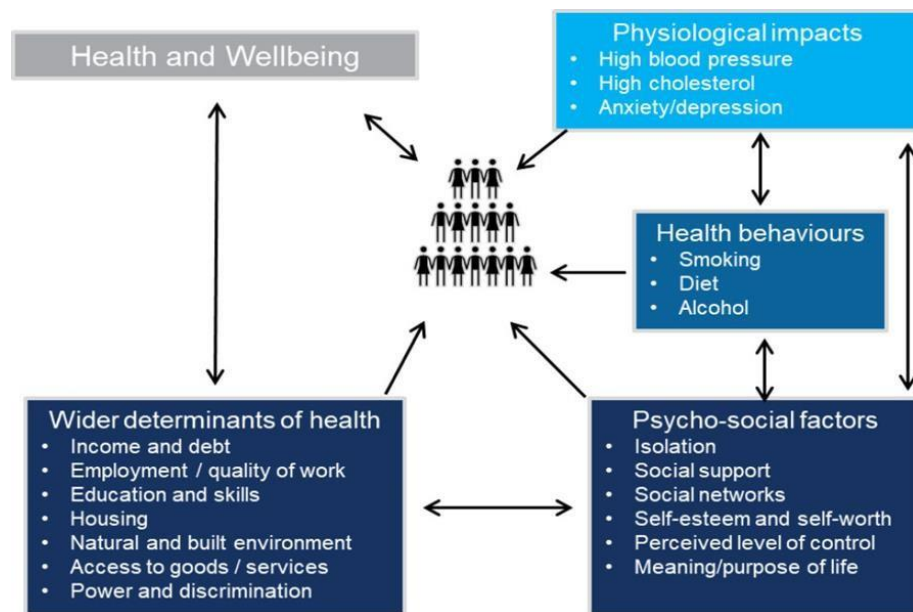 Health and Wellbeing
Physiological impacts
• High blood pressure
• High cholesterol
• Anxiety/depression
Health behaviours
• Smoking
• Diet
• Alcohol
Wider determinants of health
• Income and debt
• Employment / quality of work
• Education and skills
• Housing
• Natural and built environment
• Access to goods / services
• Power and discrimination
Psycho-social factors
• Isolation
• Social support
• Social networks
• Self-esteem and self-worth
• Perceived level of control
• Meaning/purpose of life